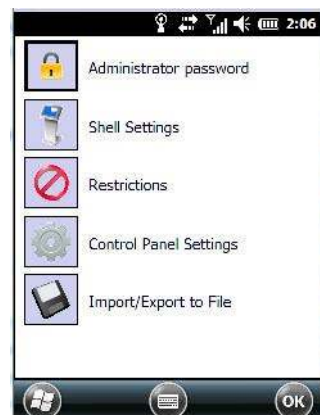 2:06
Administrator password
Shell Settings
Restrictions
Control Panel Settings
Import/Export to File
OK